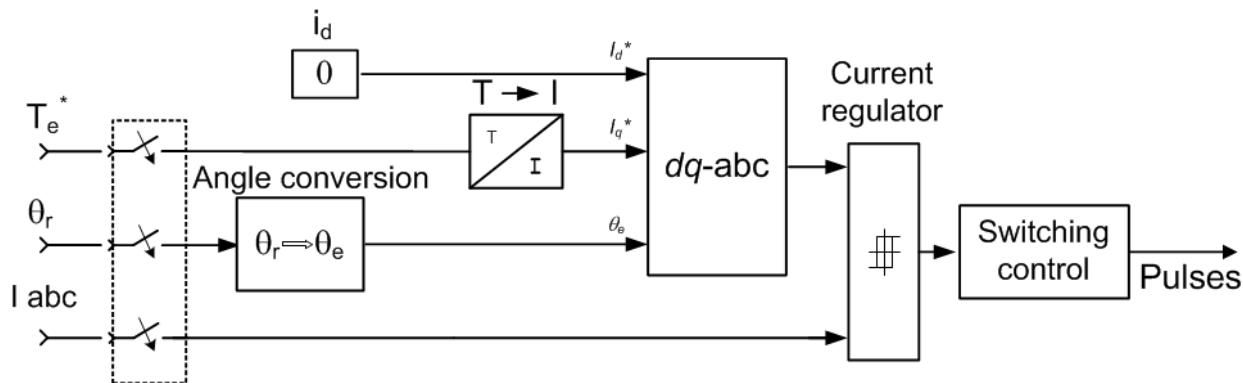 i_d
0
I_d*
T → I
T_e*
T
I
I_q*
Angle conversion
θ_r
θ_r ⇒ θ_e
θ_e
I abc
dq-abc
Current
regulator
Switching
control
Pulses